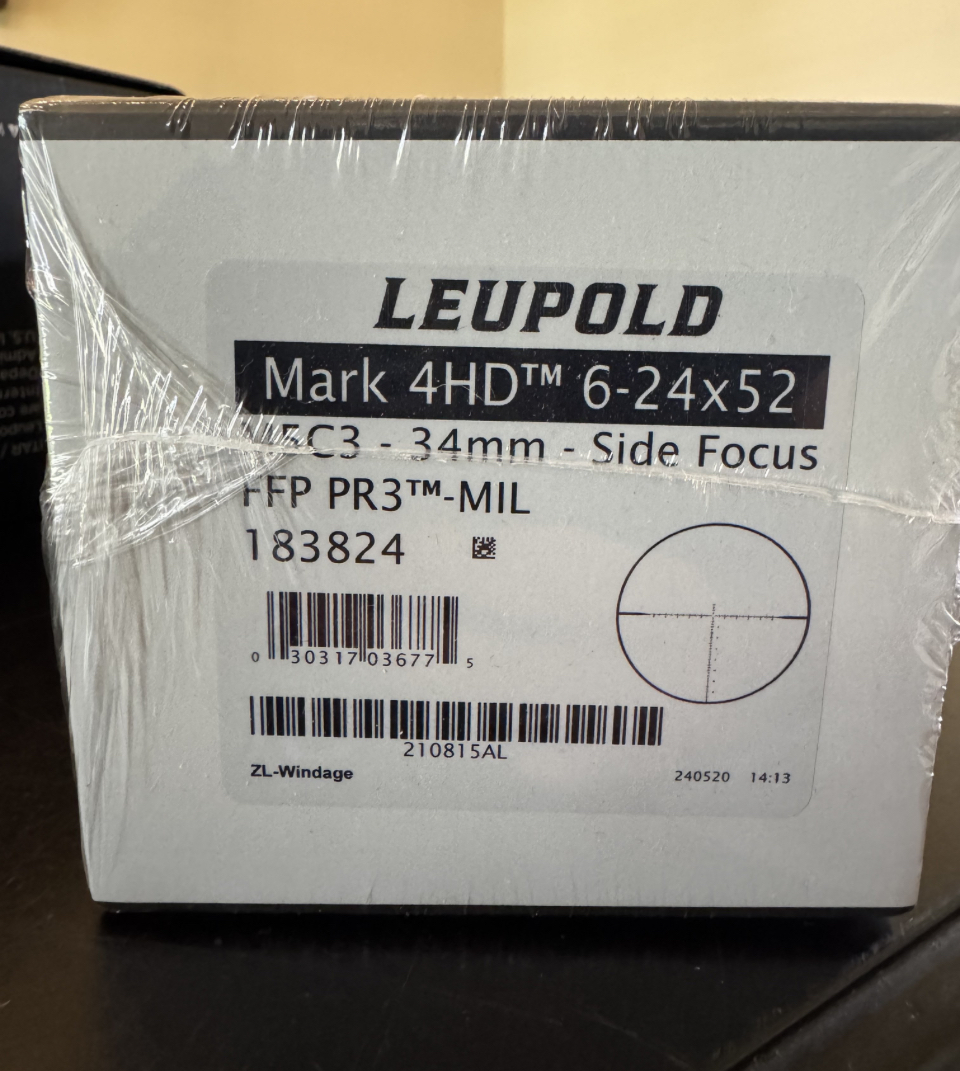 LEUPOLD
Mark 4HD™ 6-24x52
M5C3 - 34mm - Side Focus
FFP PR3™-MIL
183824
0 30317 03677 5
210815AL
ZL-Windage
240520 14:13